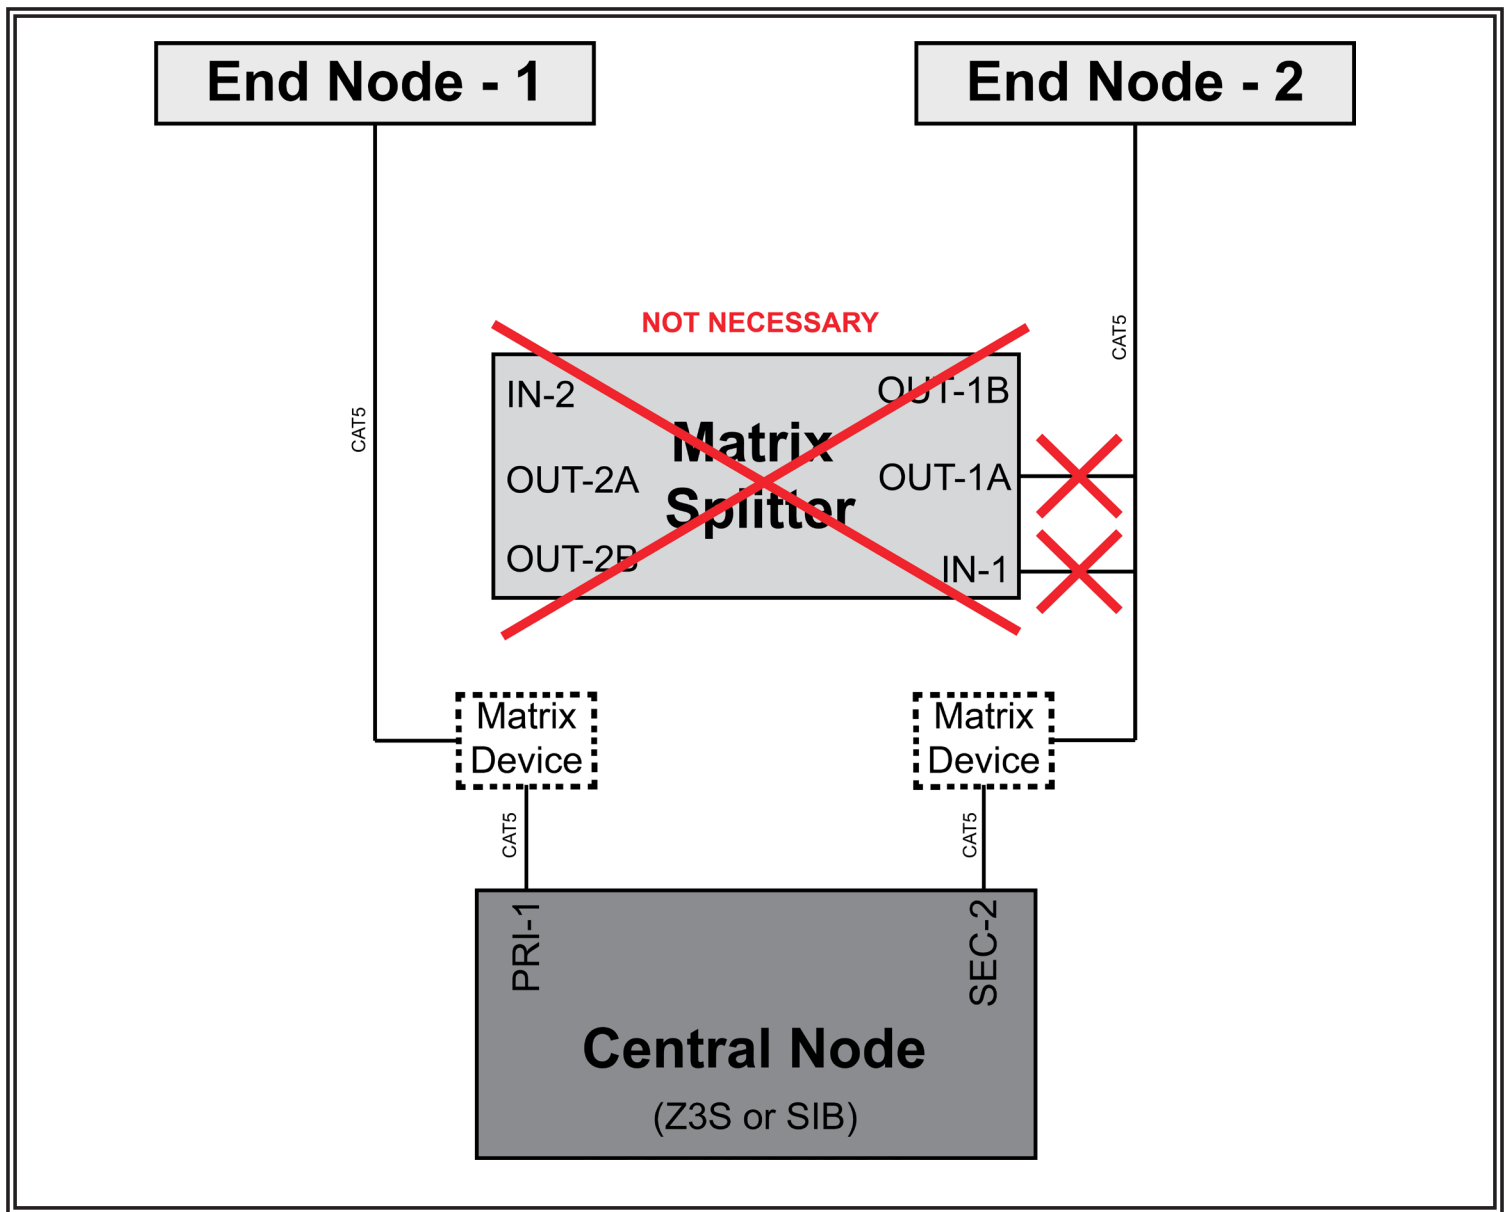 End Node - 1
End Node - 2
NOT NECESSARY
CAT5
CAT5
IN-2
OUT-1B
Matrix
Splitter
OUT-2A
OUT-1A
OUT-2B
IN-1
Matrix
Device
Matrix
Device
CAT5
CAT5
PRI-1
SEC-2
Central Node
(Z3S or SIB)